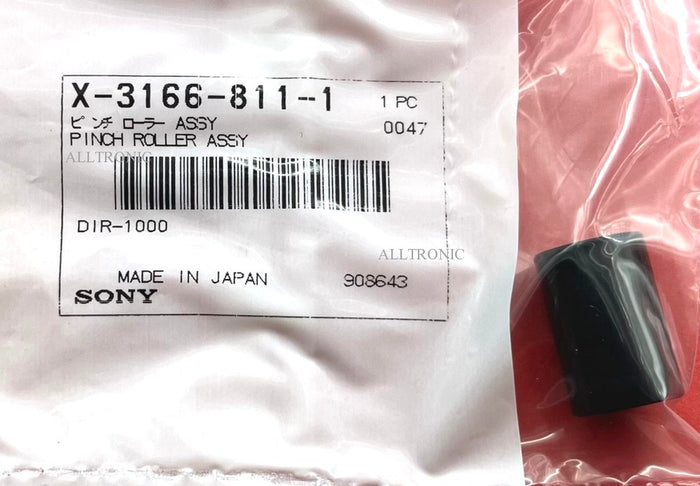 X-3166-811-1 1 PC
ピンチ ローラー ASSY 0047
PINCH ROLLER ASSY
ALLTRONIC
DIR-1000
ALLTRONIC
MADE IN JAPAN 908643
SONY